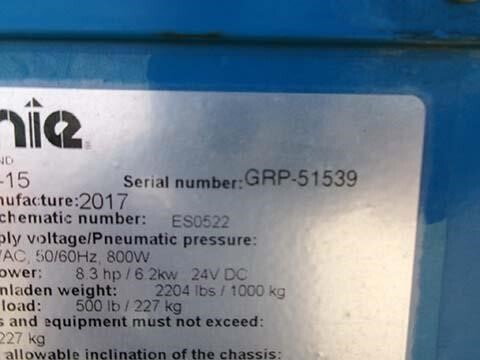 nie
ND
-15 Serial number: GRP-51539
nufacture: 2017
chematic number: ES0522
ply voltage/Pneumatic pressure:
/AC, 50/60Hz, 800W
ower: 8.3 hp / 6.2kw 24V DC
nladen weight: 2204 lbs / 1000 kg
load: 500 lb / 227 kg
s and equipment must not exceed:
227 kg
allowable inclination of the chassis: